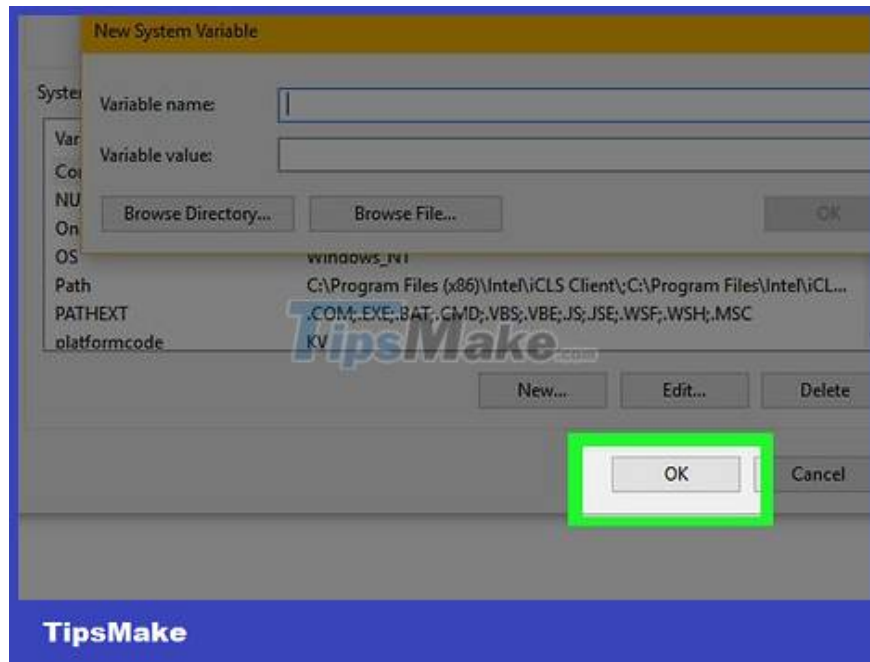 New System Variable
Variable name:
Variable value:
Browse Directory...
Browse File...
OK
Syste
Var
Co
NU
On
OS
Windows_NT
Path
C:\Program Files (x86)\Intel\iCLS Client\;C:\Program Files\Intel\iCL...
PATHEXT
.COM;.EXE;.BAT;.CMD;.VBS;.VBE;.JS;.JSE;.WSF;.WSH;.MSC
platformcode
KV
TipsMake.com
New...
Edit...
Delete
OK
Cancel
TipsMake